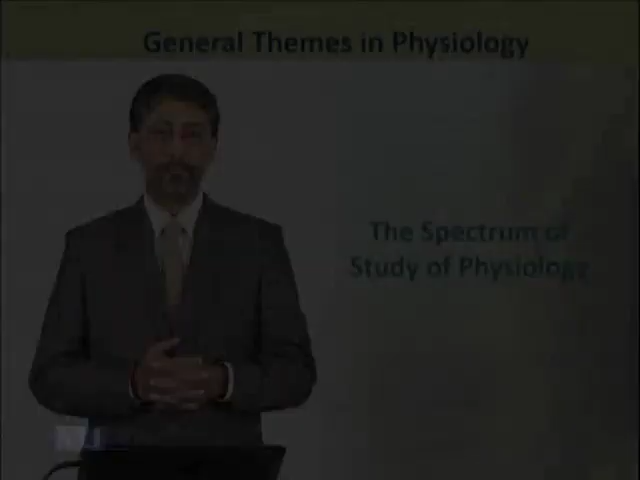 General Themes in Physiology
The Spectrum of
Study of Physiology